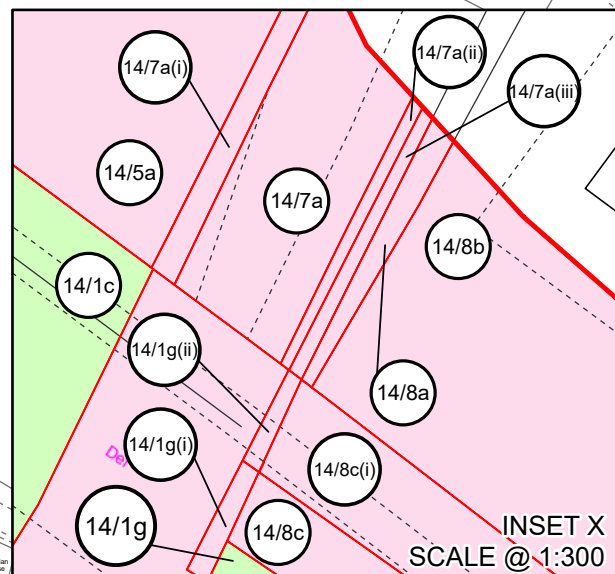 14/7a(i)
14/7a(ii)
14/7a(iii)
14/5a
14/7a
14/8b
14/1c
14/1g(ii)
14/8a
14/1g(i)
14/8c(i)
14/1g
14/8c
INSET X
SCALE @ 1:300